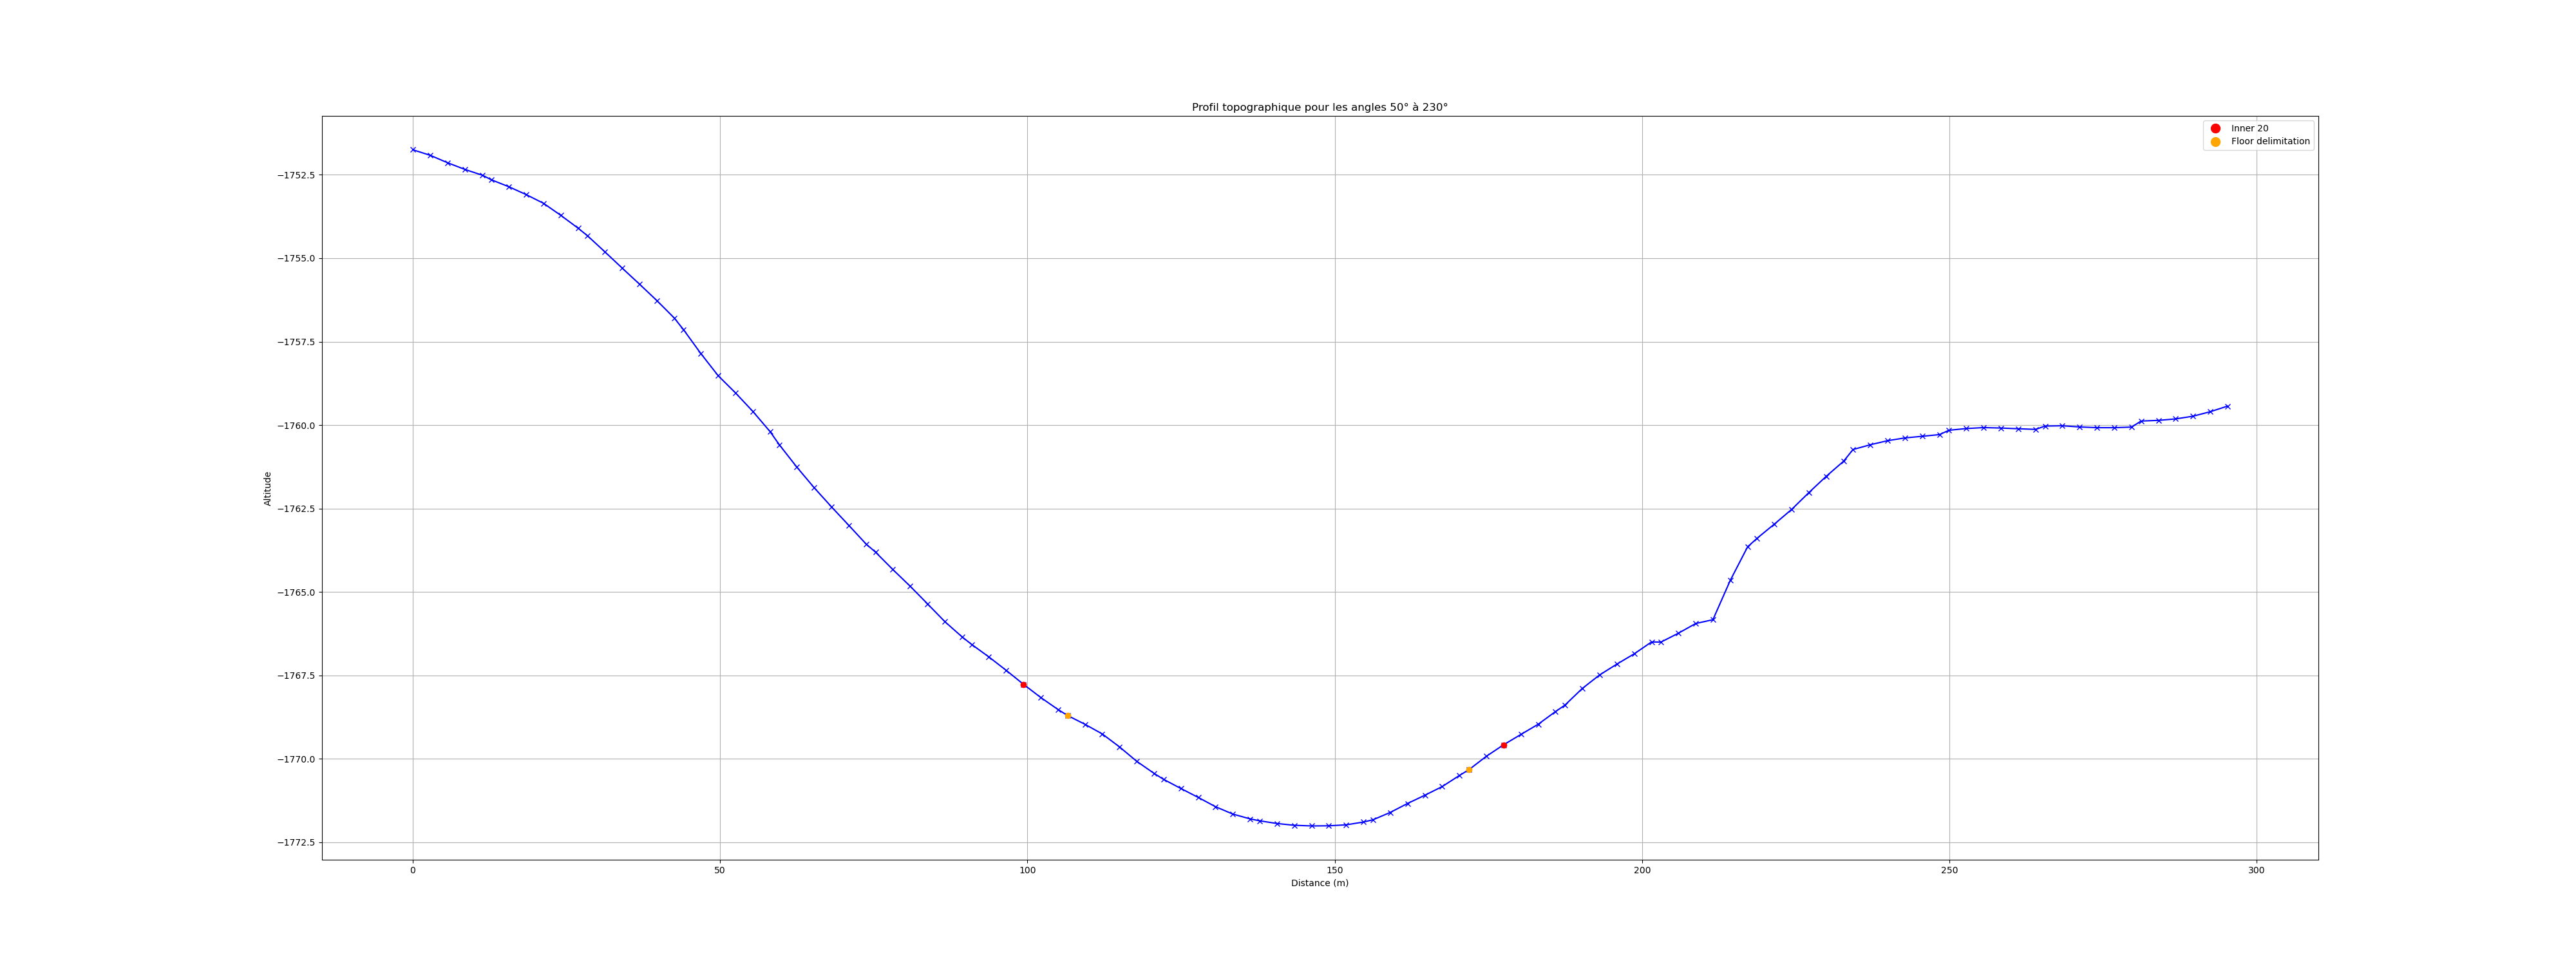 Profil topographique pour les angles 50° à 230°
Inner 20
Floor delimitation
−1752.5
−1755.0
−1757.5
−1760.0
−1762.5
−1765.0
−1767.5
−1770.0
−1772.5
Altitude
0 50 100 150 200 250 300
Distance (m)